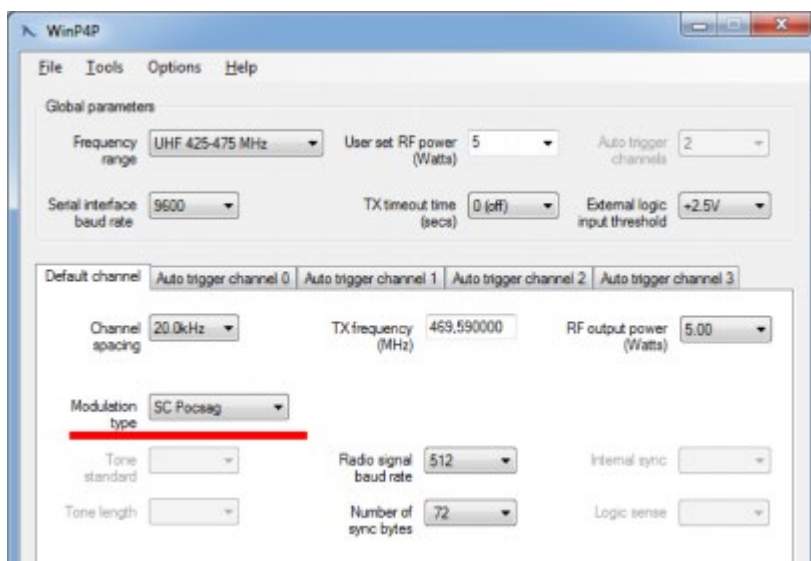 WinP4P
File Tools Options Help
Global parameters
Frequency range UHF 425-475 MHz User set RF power (Watts) 5 Auto trigger channels 2
Serial interface baud rate 9600 TX timeout time (secs) 0 (off) External logic input threshold +2.5V
Default channel Auto trigger channel 0 Auto trigger channel 1 Auto trigger channel 2 Auto trigger channel 3
Channel spacing 20.0kHz TX frequency (MHz) 469.590000 RF output power (Watts) 5.00
Modulation type SC Pocsag
Tone standard Radio signal baud rate 512 Internal sync
Tone length Number of sync bytes 72 Logic sense